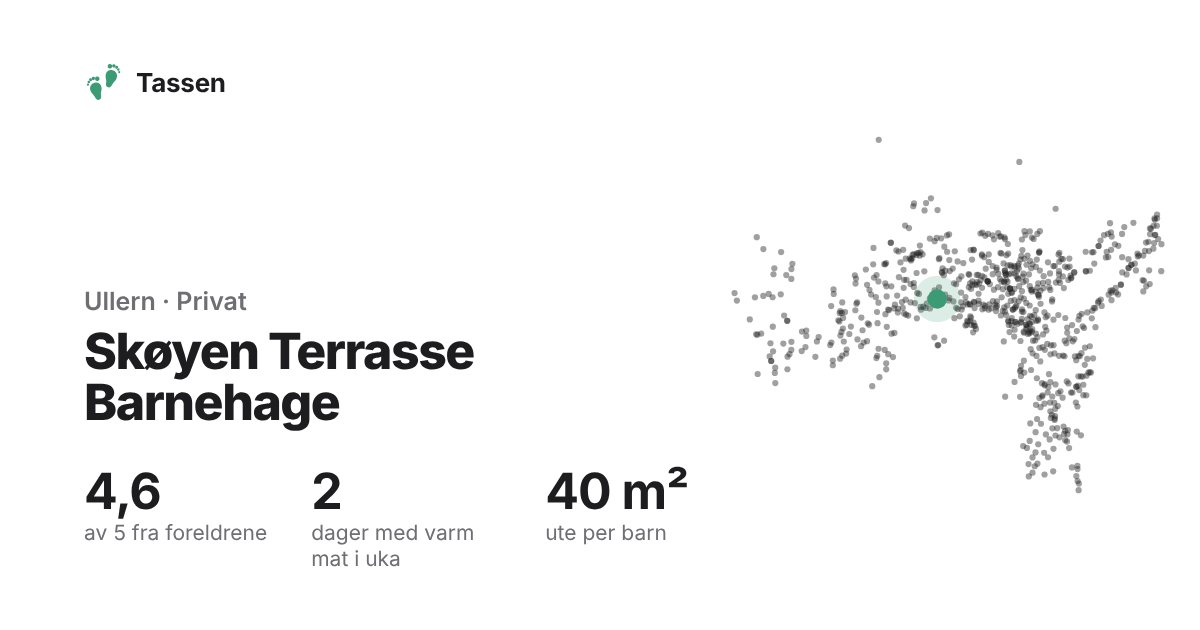 Tassen
Ullern · Privat
Skøyen Terrasse
Barnehage
4,6
av 5 fra foreldrene
2
dager med varm
mat i uka
40 m²
ute per barn